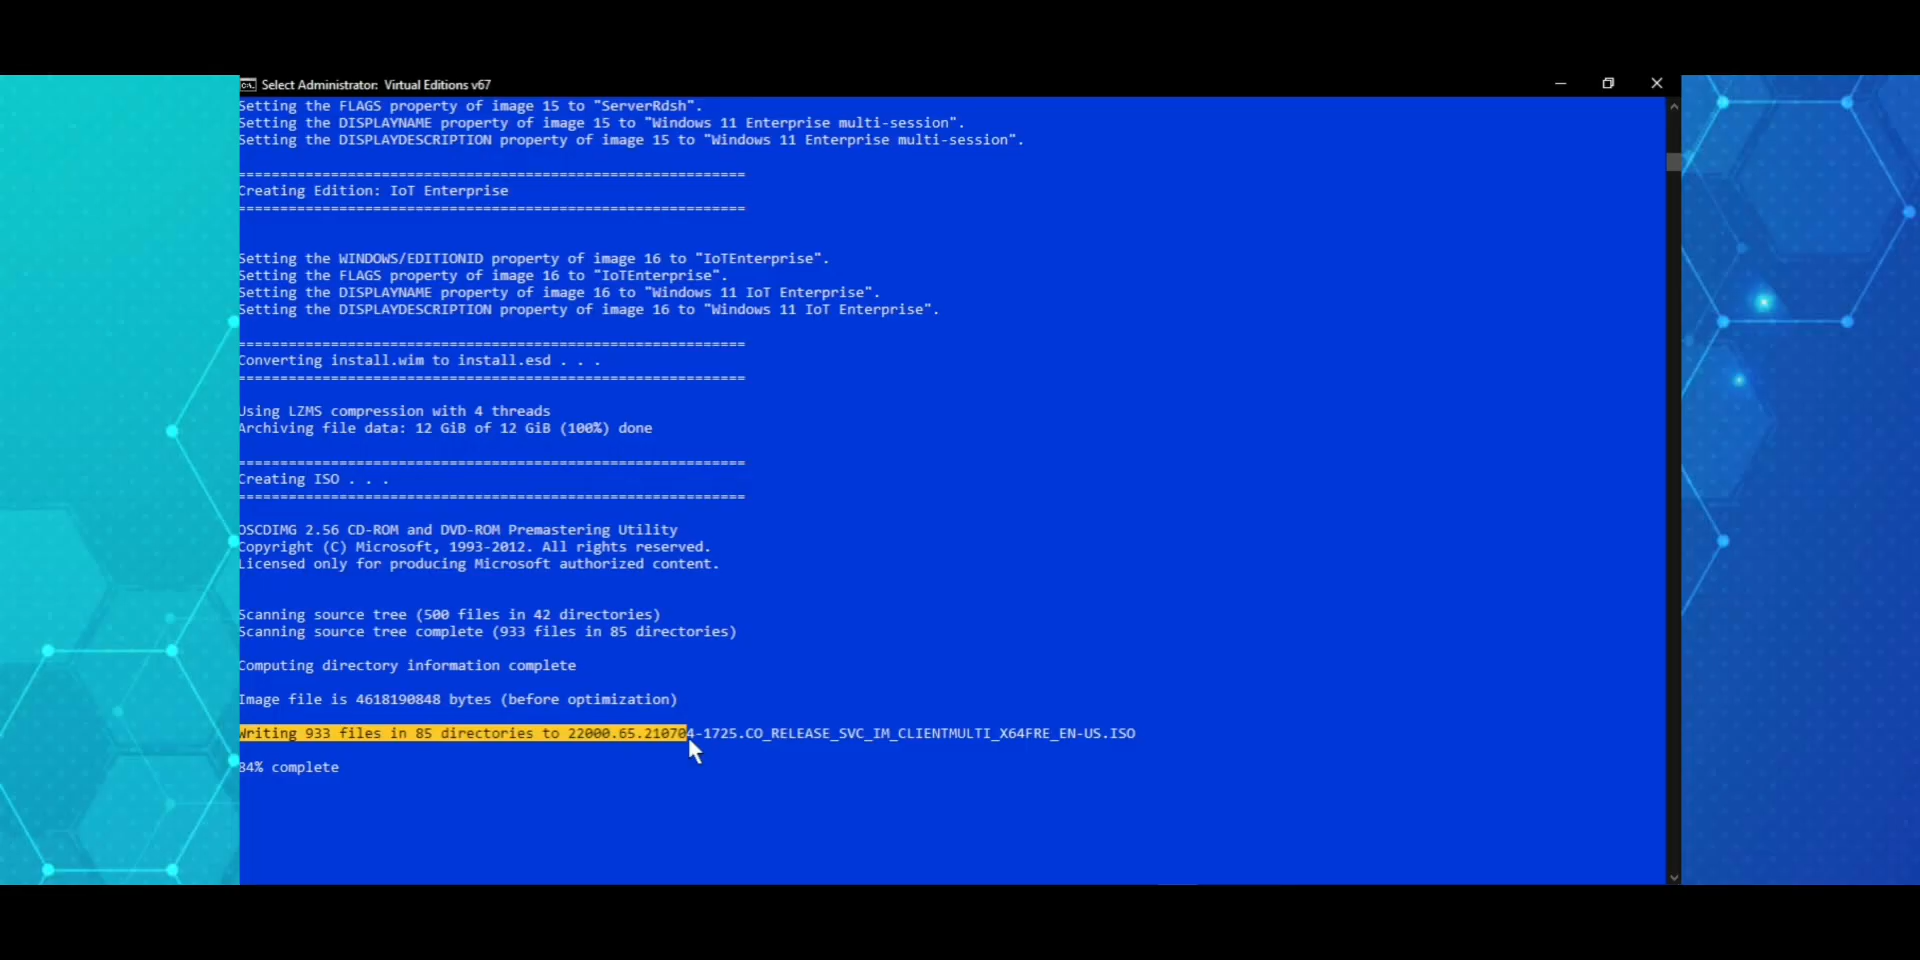 Select Administrator: Virtual Editions v67
Setting the FLAGS property of image 15 to "ServerRdsh".
Setting the DISPLAYNAME property of image 15 to "Windows 11 Enterprise multi-session".
Setting the DISPLAYDESCRIPTION property of image 15 to "Windows 11 Enterprise multi-session".
============================================================
Creating Edition: IoT Enterprise
============================================================
Setting the WINDOWS/EDITIONID property of image 16 to "IoTEnterprise".
Setting the FLAGS property of image 16 to "IoTEnterprise".
Setting the DISPLAYNAME property of image 16 to "Windows 11 IoT Enterprise".
Setting the DISPLAYDESCRIPTION property of image 16 to "Windows 11 IoT Enterprise".
============================================================
Converting install.wim to install.esd . . .
============================================================
Using LZMS compression with 4 threads
Archiving file data: 12 GiB of 12 GiB (100%) done
============================================================
Creating ISO . . .
============================================================
OSCDIMG 2.56 CD-ROM and DVD-ROM Premastering Utility
Copyright (C) Microsoft, 1993-2012. All rights reserved.
Licensed only for producing Microsoft authorized content.
Scanning source tree (500 files in 42 directories)
Scanning source tree complete (933 files in 85 directories)
Computing directory information complete
Image file is 4618190848 bytes (before optimization)
Writing 933 files in 85 directories to 22000.65.210704-1725.CO_RELEASE_SVC_IM_CLIENTMULTI_X64FRE_EN-US.ISO
84% complete